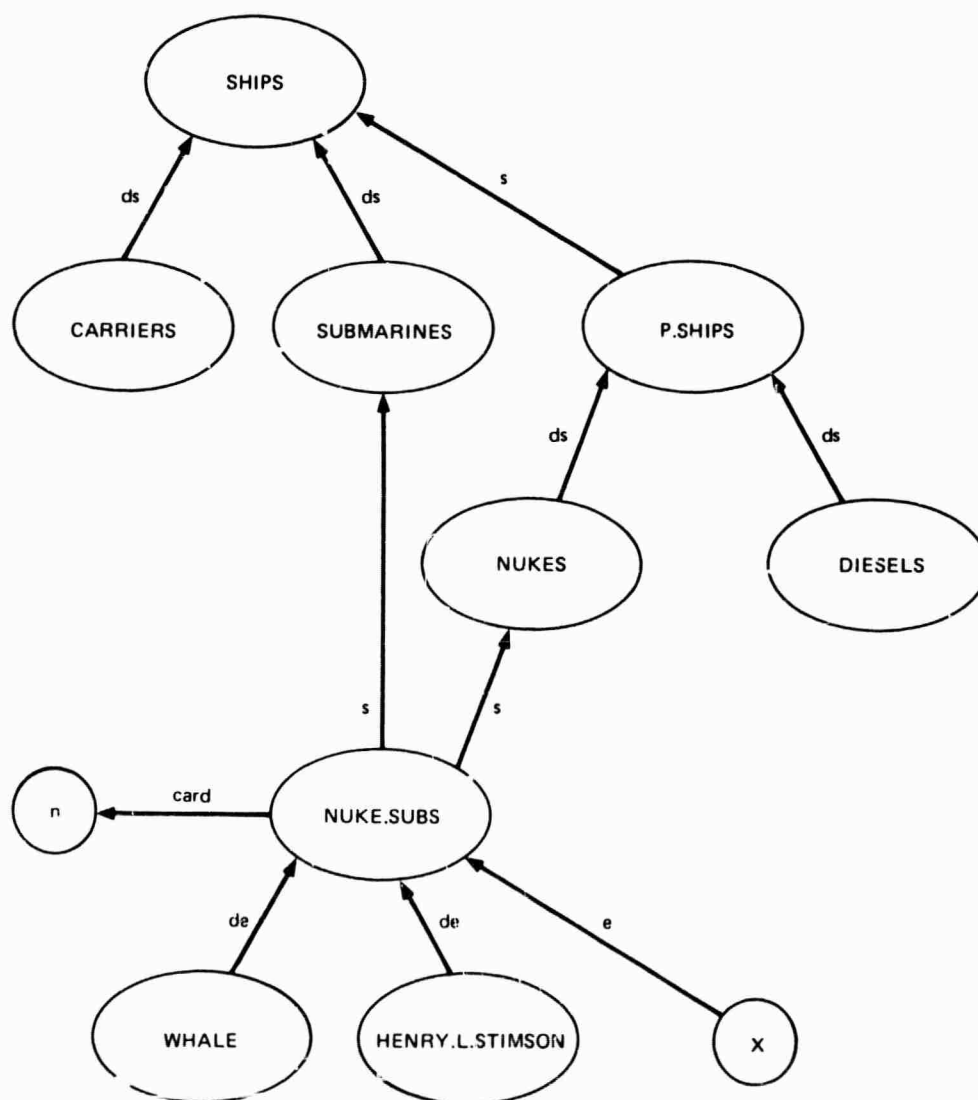 SHIPS
ds
ds
s
CARRIERS
SUBMARINES
P.SHIPS
ds
ds
NUKES
DIESELS
s
s
n
card
NUKE.SUBS
de
de
e
WHALE
HENRY.L.STIMSON
X